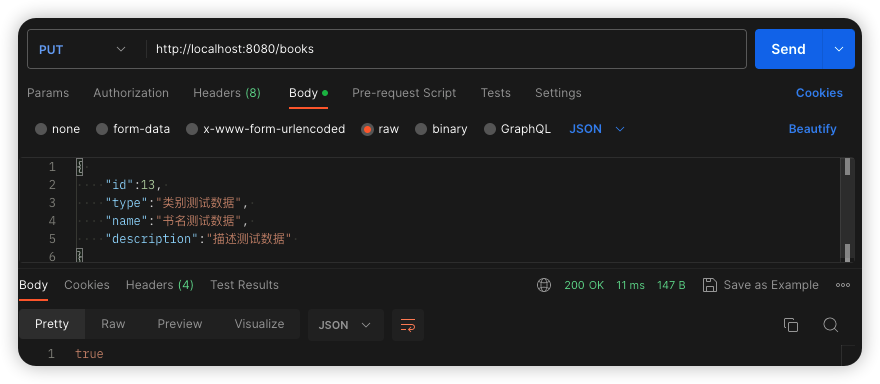 PUT http://localhost:8080/books Send
Params Authorization Headers (8) Body Pre-request Script Tests Settings Cookies
none form-data x-www-form-urlencoded raw binary GraphQL JSON Beautify
1 {
2 "id":13,
3 "type":"类别测试数据",
4 "name":"书名测试数据",
5 "description":"描述测试数据"
6 }
Body Cookies Headers (4) Test Results 200 OK 11 ms 147 B Save as Example
Pretty Raw Preview Visualize JSON
1 true